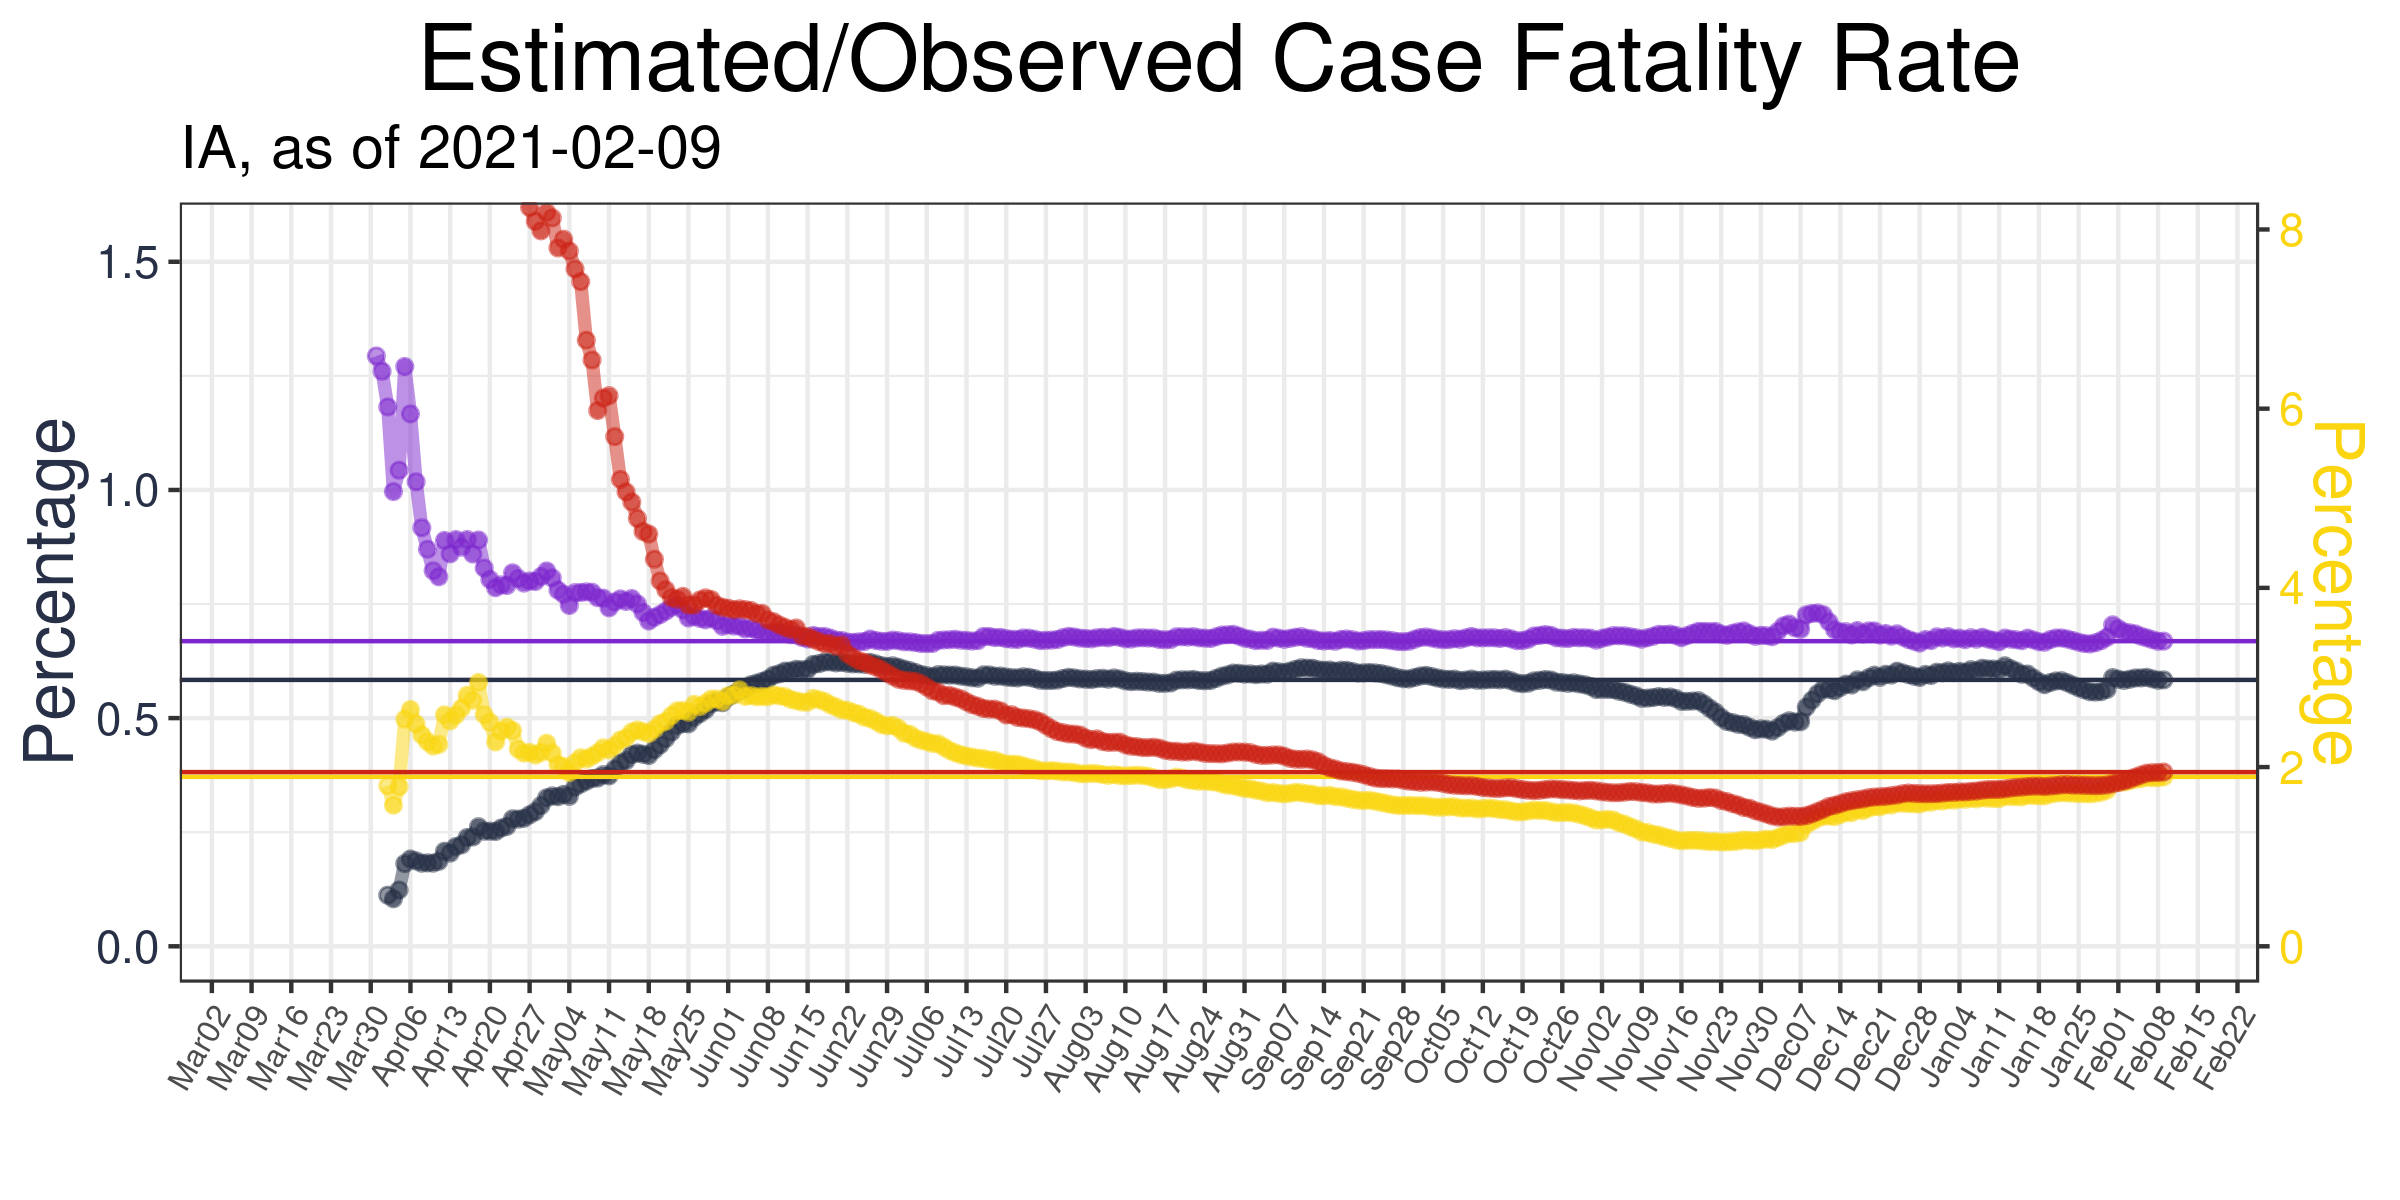 Estimated/Observed Case Fatality Rate
IA, as of 2021-02-09
Percentage
1.5
1.0
0.5
0.0
8
6
4
2
0
Percentage
Mar02
Mar09
Mar16
Mar23
Mar30
Apr06
Apr13
Apr20
Apr27
May04
May11
May18
May25
Jun01
Jun08
Jun15
Jun22
Jun29
Jul06
Jul13
Jul20
Jul27
Aug03
Aug10
Aug17
Aug24
Aug31
Sep07
Sep14
Sep21
Sep28
Oct05
Oct12
Oct19
Oct26
Nov02
Nov09
Nov16
Nov23
Nov30
Dec07
Dec14
Dec21
Dec28
Jan04
Jan11
Jan18
Jan25
Feb01
Feb08
Feb15
Feb22